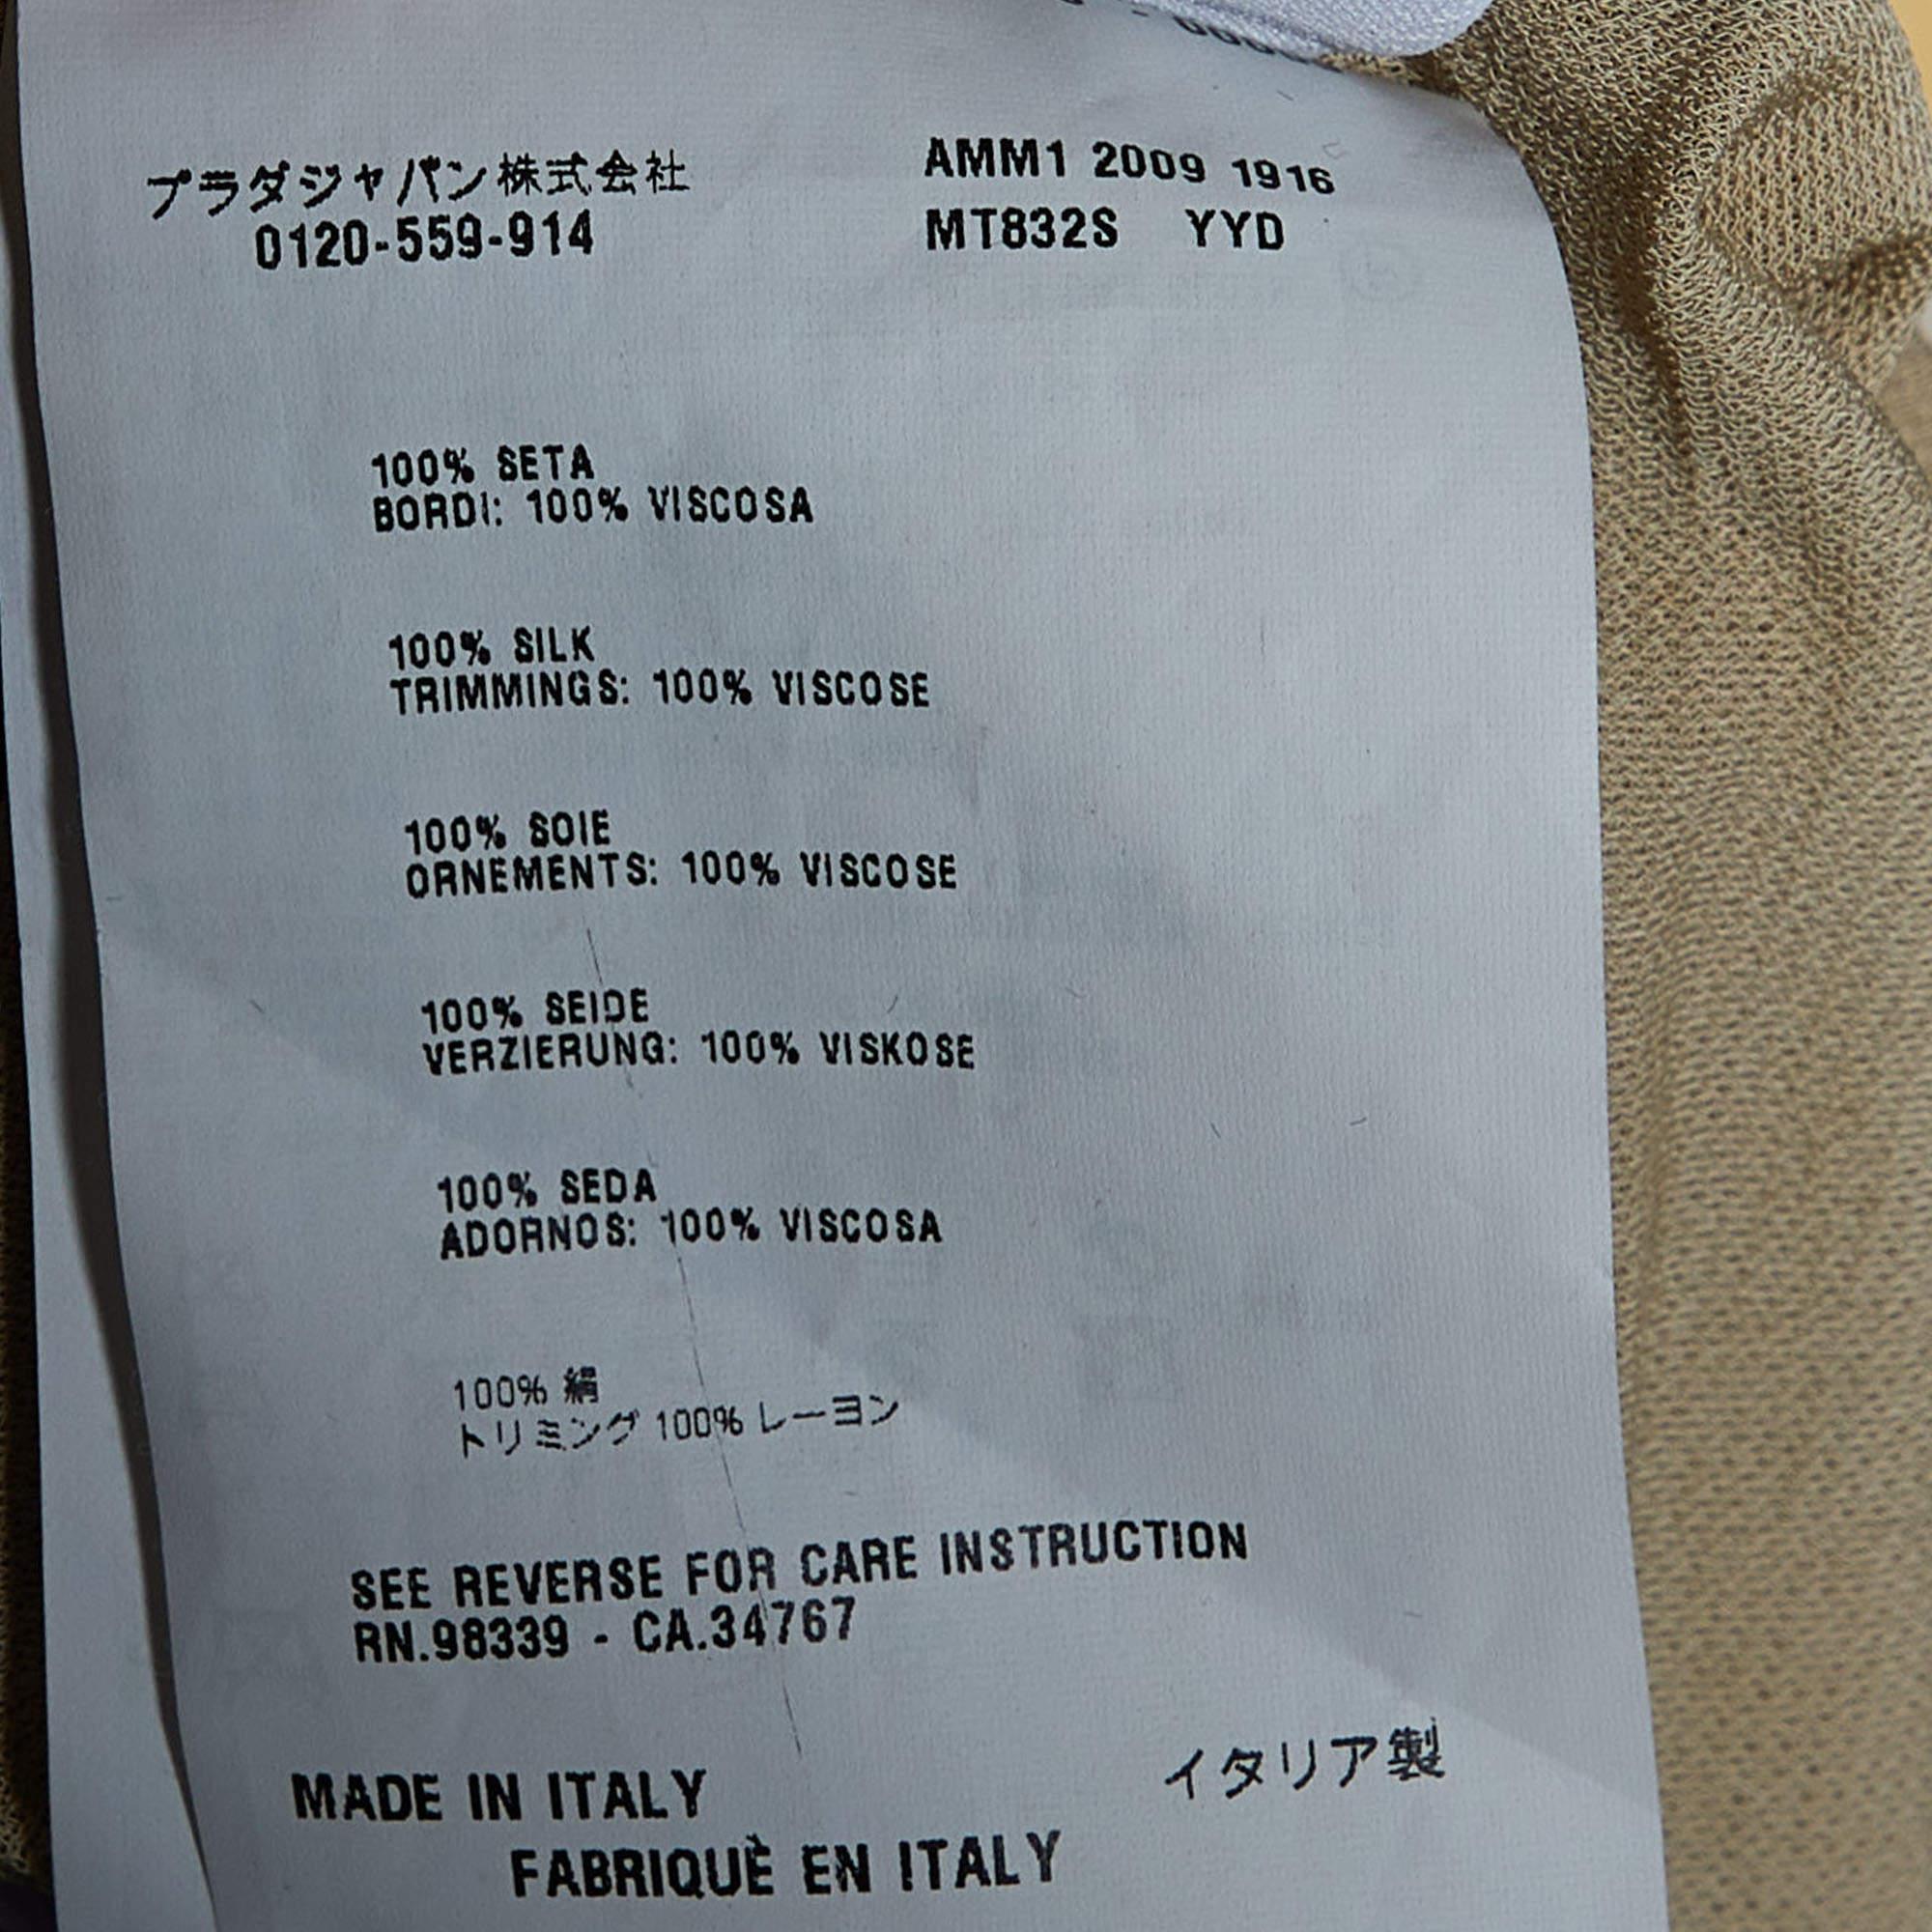 プラダジャパン株式会社
0120-559-914
AMM1 2009 1916
MT832S YYD
100% SETA
BORDI: 100% VISCOSA
100% SILK
TRIMMINGS: 100% VISCOSE
100% SOIE
ORNEMENTS: 100% VISCOSE
100% SEIDE
VERZIERUNG: 100% VISKOSE
100% SEDA
ADORNOS: 100% VISCOSA
100% 絹
トリミング 100% レーヨン
SEE REVERSE FOR CARE INSTRUCTION
RN.98339 - CA.34767
MADE IN ITALY
イタリア製
FABRIQUÈ EN ITALY